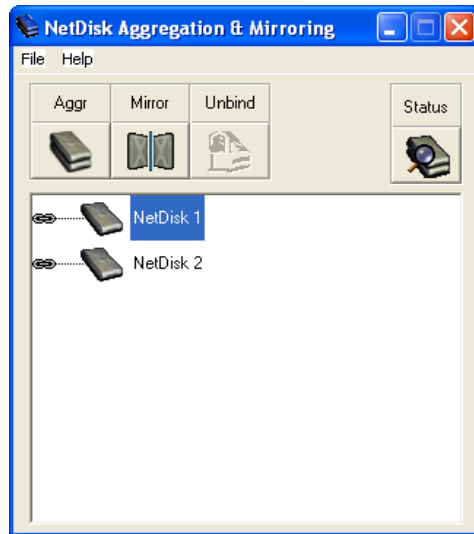 NetDisk Aggregation & Mirroring
File Help
Aggr Mirror Unbind Status
NetDisk 1
NetDisk 2